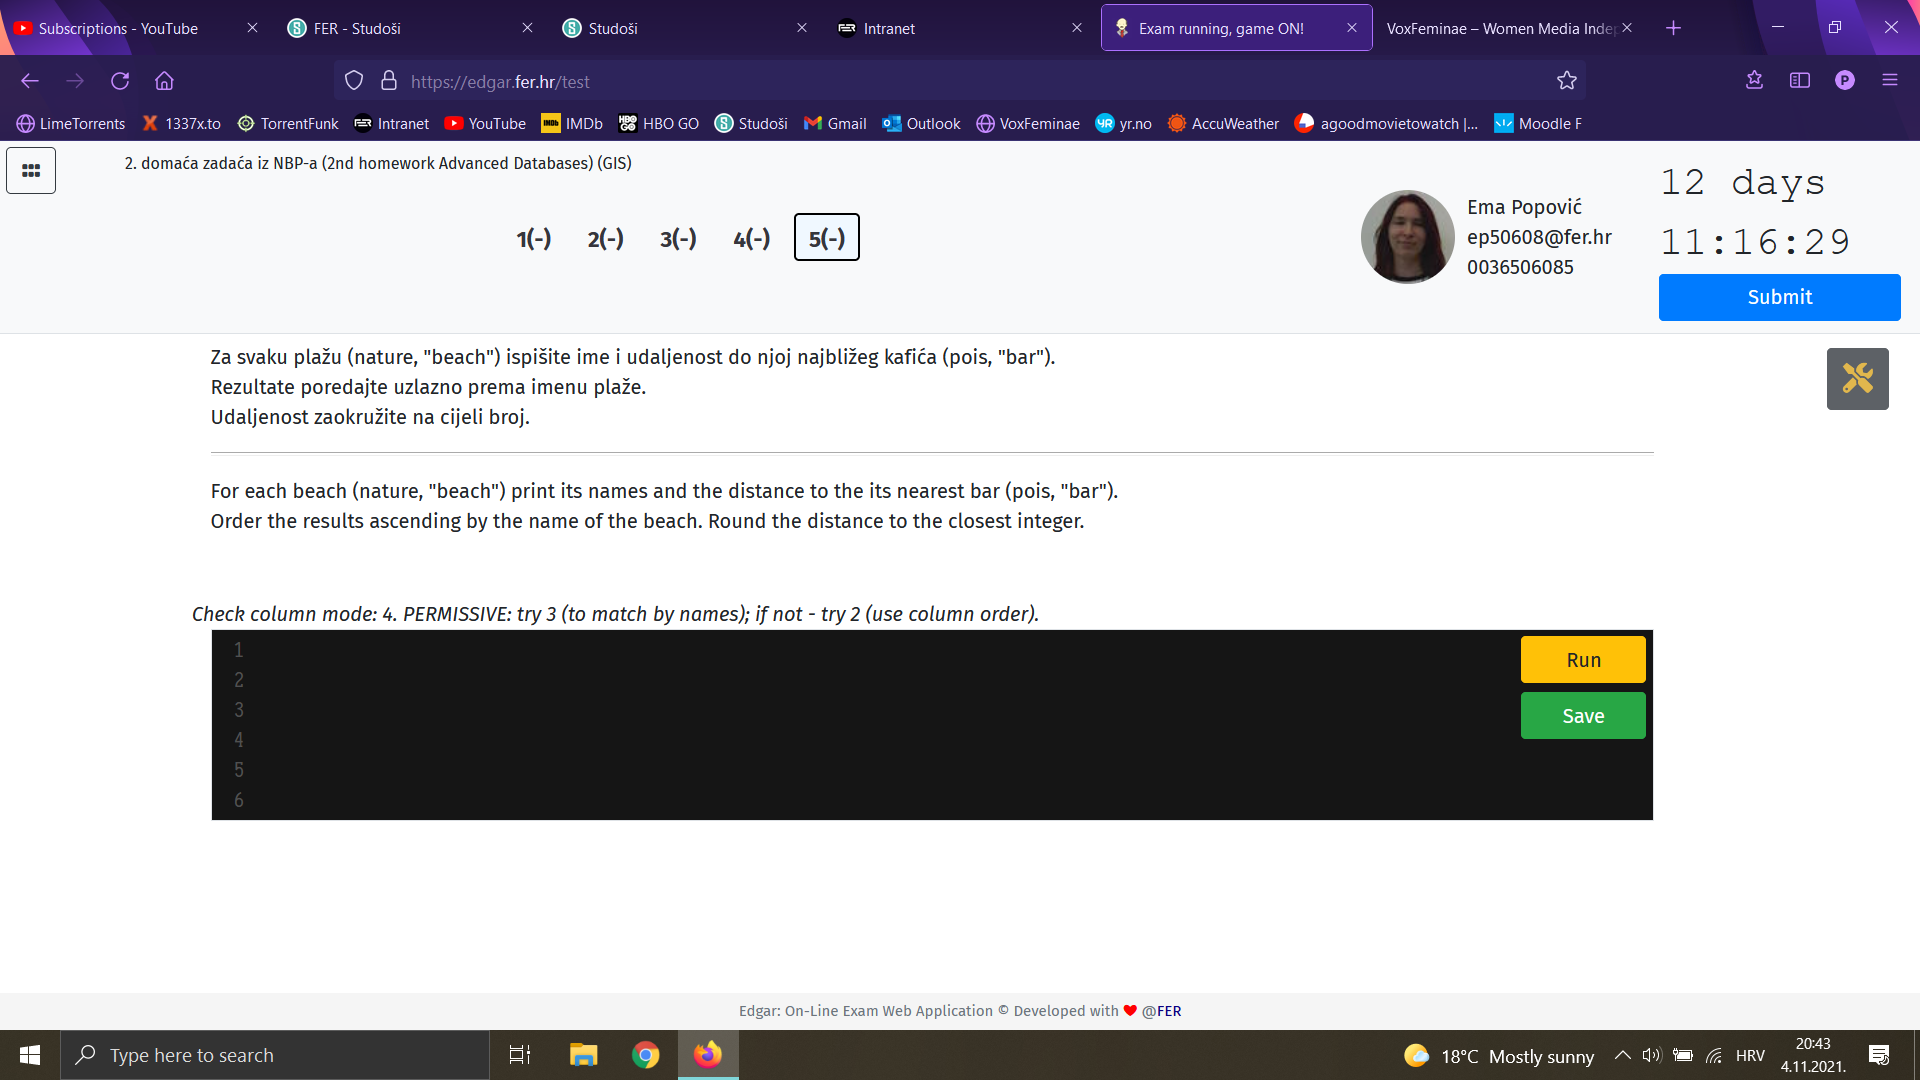 Subscriptions - YouTube
FER - Studoši
Studoši
Intranet
Exam running, game ON!
VoxFeminae – Women Media Indep
https://edgar.fer.hr/test
P
LimeTorrents
1337x.to
TorrentFunk
Intranet
YouTube
IMDb
HBO GO
Studoši
Gmail
Outlook
VoxFeminae
yr.no
AccuWeather
agoodmovietowatch |...
Moodle F
2. domaća zadaća iz NBP-a (2nd homework Advanced Databases) (GIS)
1(-) 2(-) 3(-) 4(-) 5(-)
Ema Popović
ep50608@fer.hr
0036506085
12 days
11:16:29
Submit
Za svaku plažu (nature, "beach") ispišite ime i udaljenost do njoj najbližeg kafića (pois, "bar").
Rezultate poredajte uzlazno prema imenu plaže.
Udaljenost zaokružite na cijeli broj.
For each beach (nature, "beach") print its names and the distance to the its nearest bar (pois, "bar").
Order the results ascending by the name of the beach. Round the distance to the closest integer.
Check column mode: 4. PERMISSIVE: try 3 (to match by names); if not - try 2 (use column order).
1
2
3
4
5
6
Run
Save
Edgar: On-Line Exam Web Application © Developed with ❤ @FER
Type here to search
18°C Mostly sunny
HRV
20:43
4.11.2021.